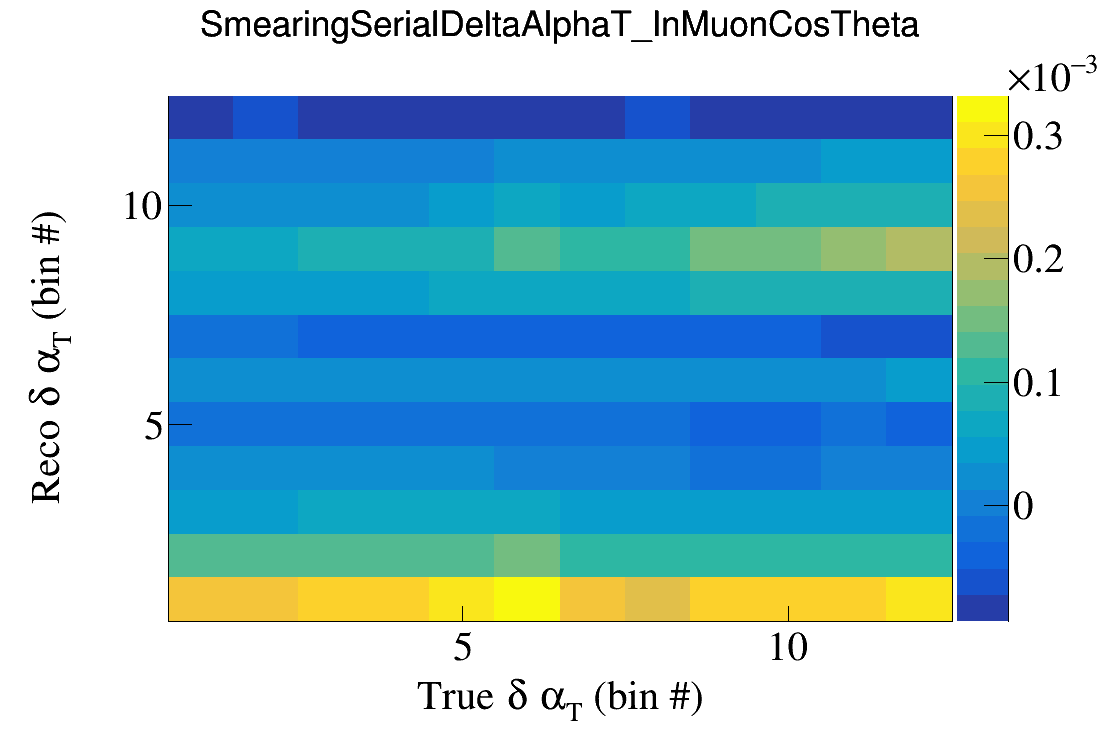 SmearingSerialDeltaAlphaT_InMuonCosTheta
×10⁻³
0.3
0.2
0.1
0
10
5
Reco δ α_T (bin #)
5 10
True δ α_T (bin #)